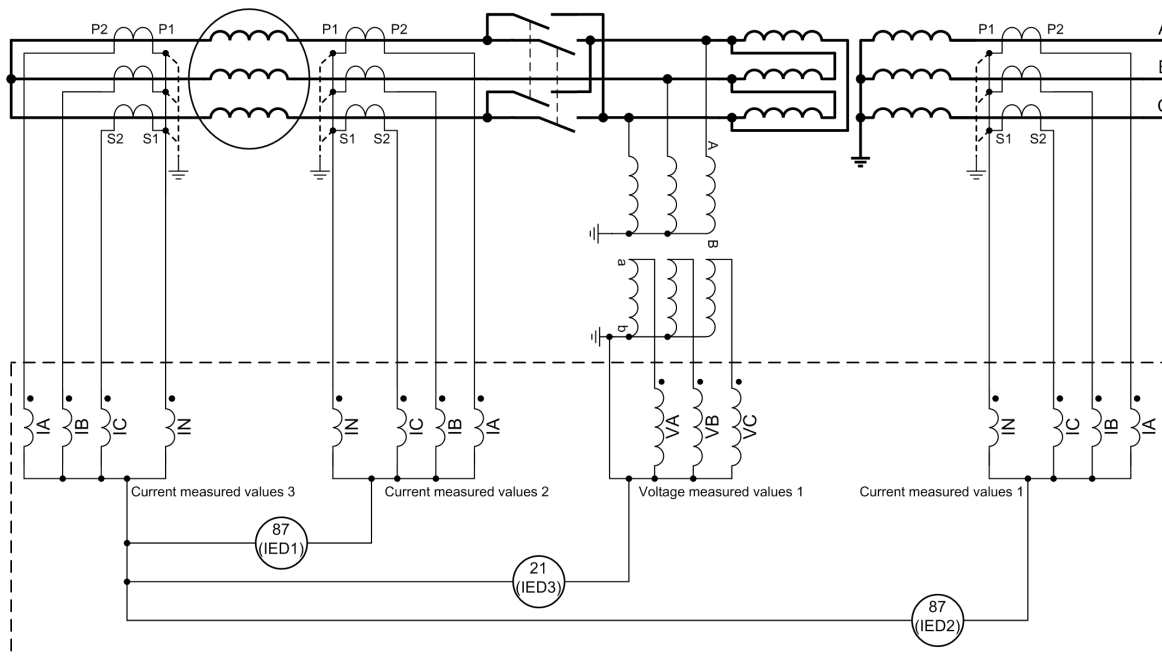 P2 P1 P1 P2 P1 P2 A
B
C
S2 S1 S1 S2 S1 S2
A
B
a
b
IA IB IC IN IN IC IB IA VA VB VC IN IC IB IA
Current measured values 3 Current measured values 2 Voltage measured values 1 Current measured values 1
87
(IED1)
21
(IED3)
87
(IED2)